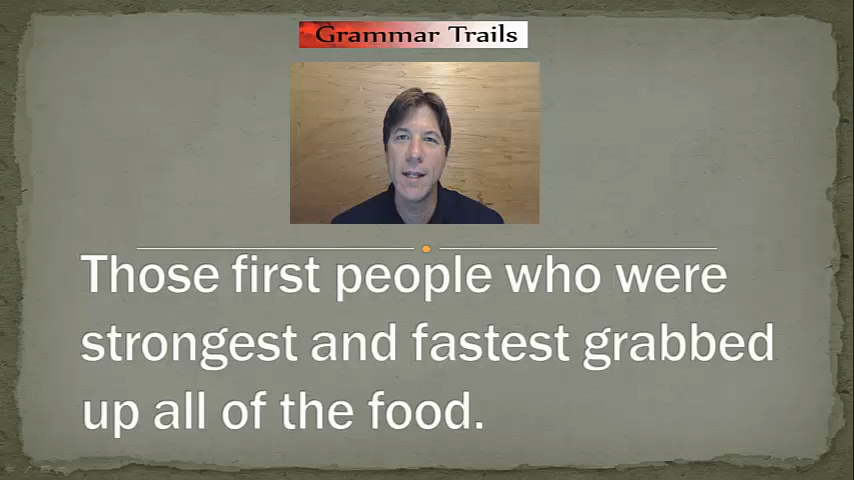 Grammar Trails
Those first people who were
strongest and fastest grabbed
up all of the food.